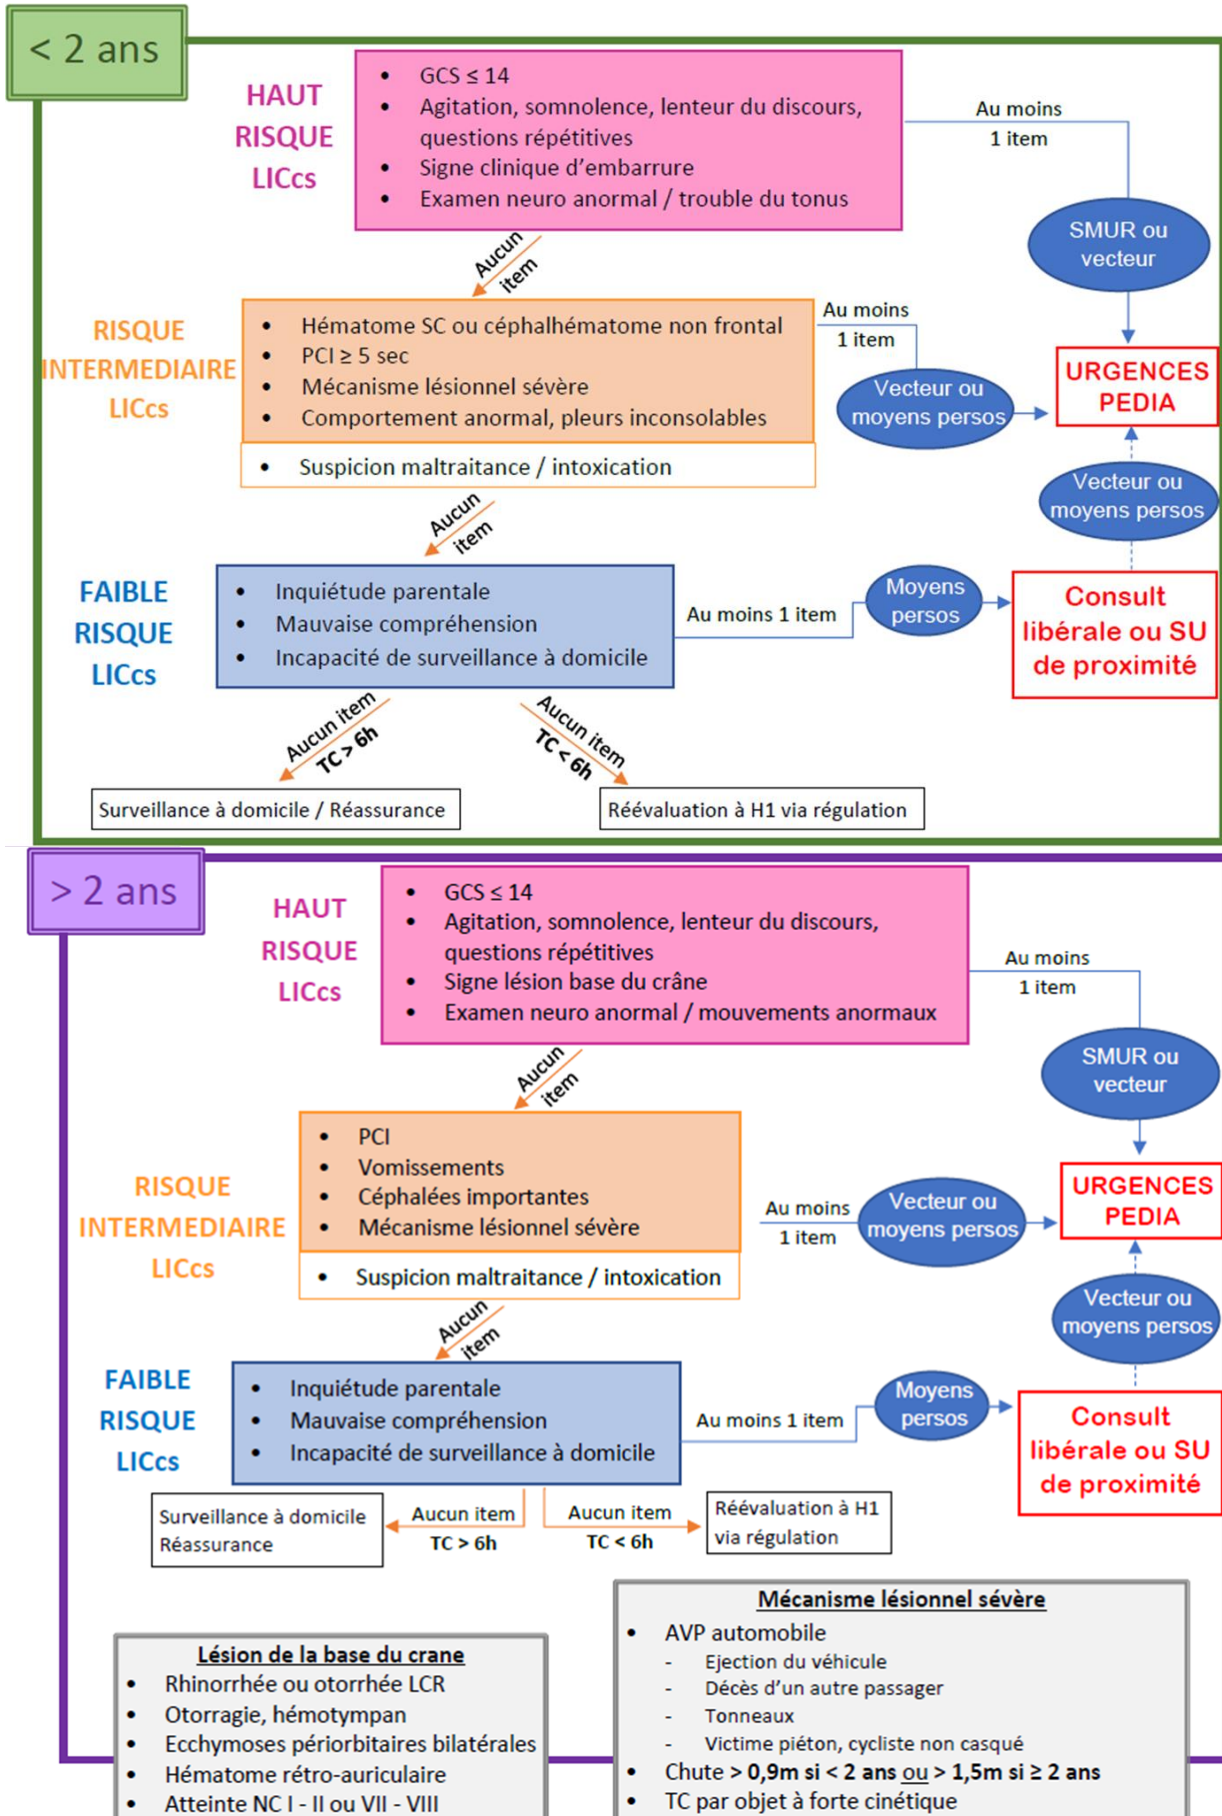 < 2 ans
HAUT
RISQUE
LICcs
• GCS ≤ 14
• Agitation, somnolence, lenteur du discours,
questions répétitives
• Signe clinique d'embarrure
• Examen neuro anormal / trouble du tonus
Au moins
1 item
SMUR ou
vecteur
Aucun
item
RISQUE
INTERMEDIAIRE
LICcs
• Hématome SC ou céphalhématome non frontal
• PCI ≥ 5 sec
• Mécanisme lésionnel sévère
• Comportement anormal, pleurs inconsolables
• Suspicion maltraitance / intoxication
Au moins
1 item
Vecteur ou
moyens persos
URGENCES
PEDIA
Vecteur ou
moyens persos
Aucun
item
FAIBLE
RISQUE
LICcs
• Inquiétude parentale
• Mauvaise compréhension
• Incapacité de surveillance à domicile
Au moins 1 item
Moyens
persos
Consult
libérale ou SU
de proximité
Aucun item
TC > 6h
Aucun item
TC < 6h
Surveillance à domicile / Réassurance
Réévaluation à H1 via régulation
> 2 ans
HAUT
RISQUE
LICcs
• GCS ≤ 14
• Agitation, somnolence, lenteur du discours,
questions répétitives
• Signe lésion base du crâne
• Examen neuro anormal / mouvements anormaux
Au moins
1 item
SMUR ou
vecteur
Aucun
item
RISQUE
INTERMEDIAIRE
LICcs
• PCI
• Vomissements
• Céphalées importantes
• Mécanisme lésionnel sévère
• Suspicion maltraitance / intoxication
Au moins
1 item
Vecteur ou
moyens persos
URGENCES
PEDIA
Vecteur ou
moyens persos
Aucun
item
FAIBLE
RISQUE
LICcs
• Inquiétude parentale
• Mauvaise compréhension
• Incapacité de surveillance à domicile
Au moins 1 item
Moyens
persos
Consult
libérale ou SU
de proximité
Surveillance à domicile
Réassurance
Aucun item
TC > 6h
Aucun item
TC < 6h
Réévaluation à H1
via régulation
Lésion de la base du crane
• Rhinorrhée ou otorrhée LCR
• Otorragie, hémotympan
• Ecchymoses périorbitaires bilatérales
• Hématome rétro-auriculaire
• Atteinte NC I - II ou VII - VIII
Mécanisme lésionnel sévère
• AVP automobile
- Ejection du véhicule
- Décès d'un autre passager
- Tonneaux
- Victime piéton, cycliste non casqué
• Chute > 0,9m si < 2 ans ou > 1,5m si ≥ 2 ans
• TC par objet à forte cinétique